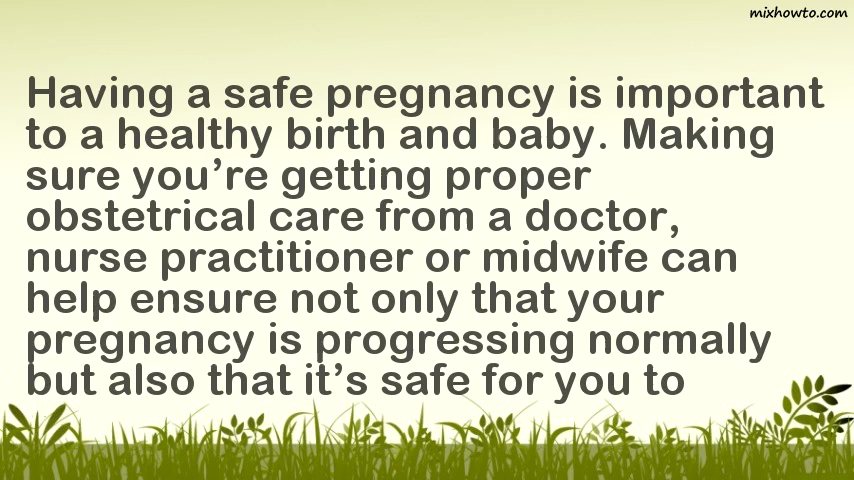 mixhowto.com
Having a safe pregnancy is important
to a healthy birth and baby. Making
sure you’re getting proper
obstetrical care from a doctor,
nurse practitioner or midwife can
help ensure not only that your
pregnancy is progressing normally
but also that it’s safe for you to